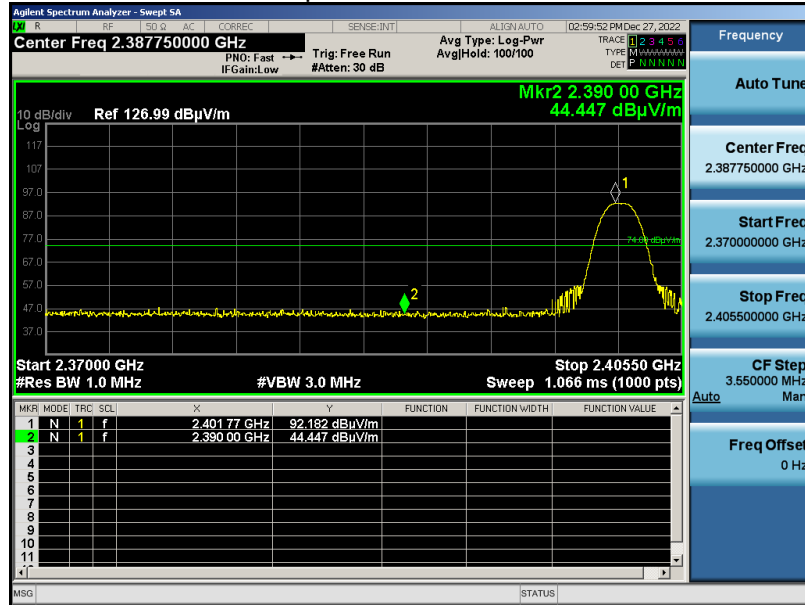 Agilent Spectrum Analyzer - Swept SA
LXI R RF 50 Ω AC CORREC SENSE:INT ALIGN AUTO 02:59:52 PM Dec 27, 2022
Center Freq 2.387750000 GHz
PNO: Fast
IFGain:Low
Trig: Free Run
#Atten: 30 dB
Avg Type: Log-Pwr
Avg|Hold: 100/100
TRACE 1 2 3 4 5 6
TYPE M
DET P N N N N N
Mkr2 2.390 00 GHz
44.447 dBµV/m
10 dB/div Ref 126.99 dBµV/m
Log
117
107
97.0
87.0
77.0
67.0
57.0
47.0
37.0
1
2
74.00 dBµV/m
Start 2.37000 GHz Stop 2.40550 GHz
#Res BW 1.0 MHz #VBW 3.0 MHz Sweep 1.066 ms (1000 pts)
MKR MODE TRC SCL X Y FUNCTION FUNCTION WIDTH FUNCTION VALUE
1 N 1 f 2.401 77 GHz 92.182 dBµV/m
2 N 1 f 2.390 00 GHz 44.447 dBµV/m
3
4
5
6
7
8
9
10
11
MSG STATUS
Frequency
Auto Tune
Center Freq
2.387750000 GHz
Start Freq
2.370000000 GHz
Stop Freq
2.405500000 GHz
CF Step
3.550000 MHz
Auto Man
Freq Offset
0 Hz